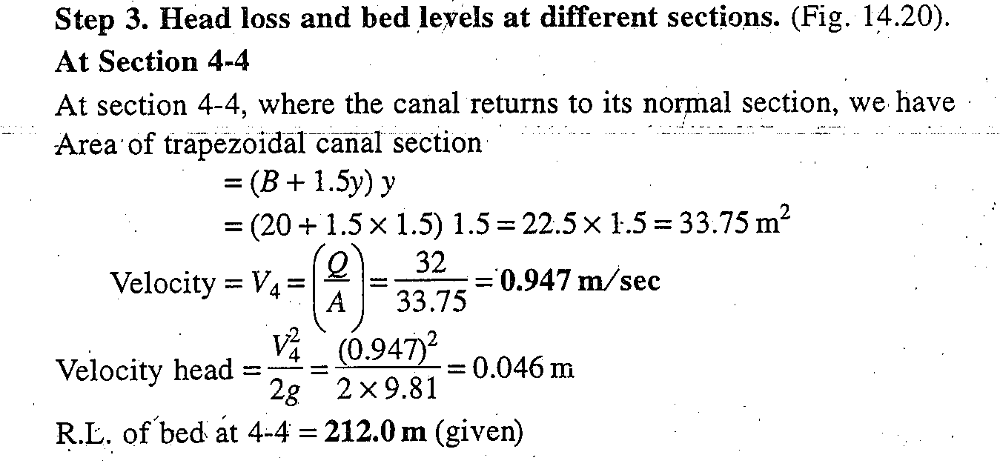 Step 3. Head loss and bed levels at different sections. (Fig. 14.20).
At Section 4-4
At section 4-4, where the canal returns to its normal section, we have
Area of trapezoidal canal section
= (B + 1.5y) y
= (20 + 1.5 × 1.5) 1.5 = 22.5 × 1.5 = 33.75 m²
Velocity = V₄ = (Q/A) = 32/33.75 = 0.947 m/sec
Velocity head = V₄²/2g = (0.947)²/2 × 9.81 = 0.046 m
R.L. of bed at 4-4 = 212.0 m (given)